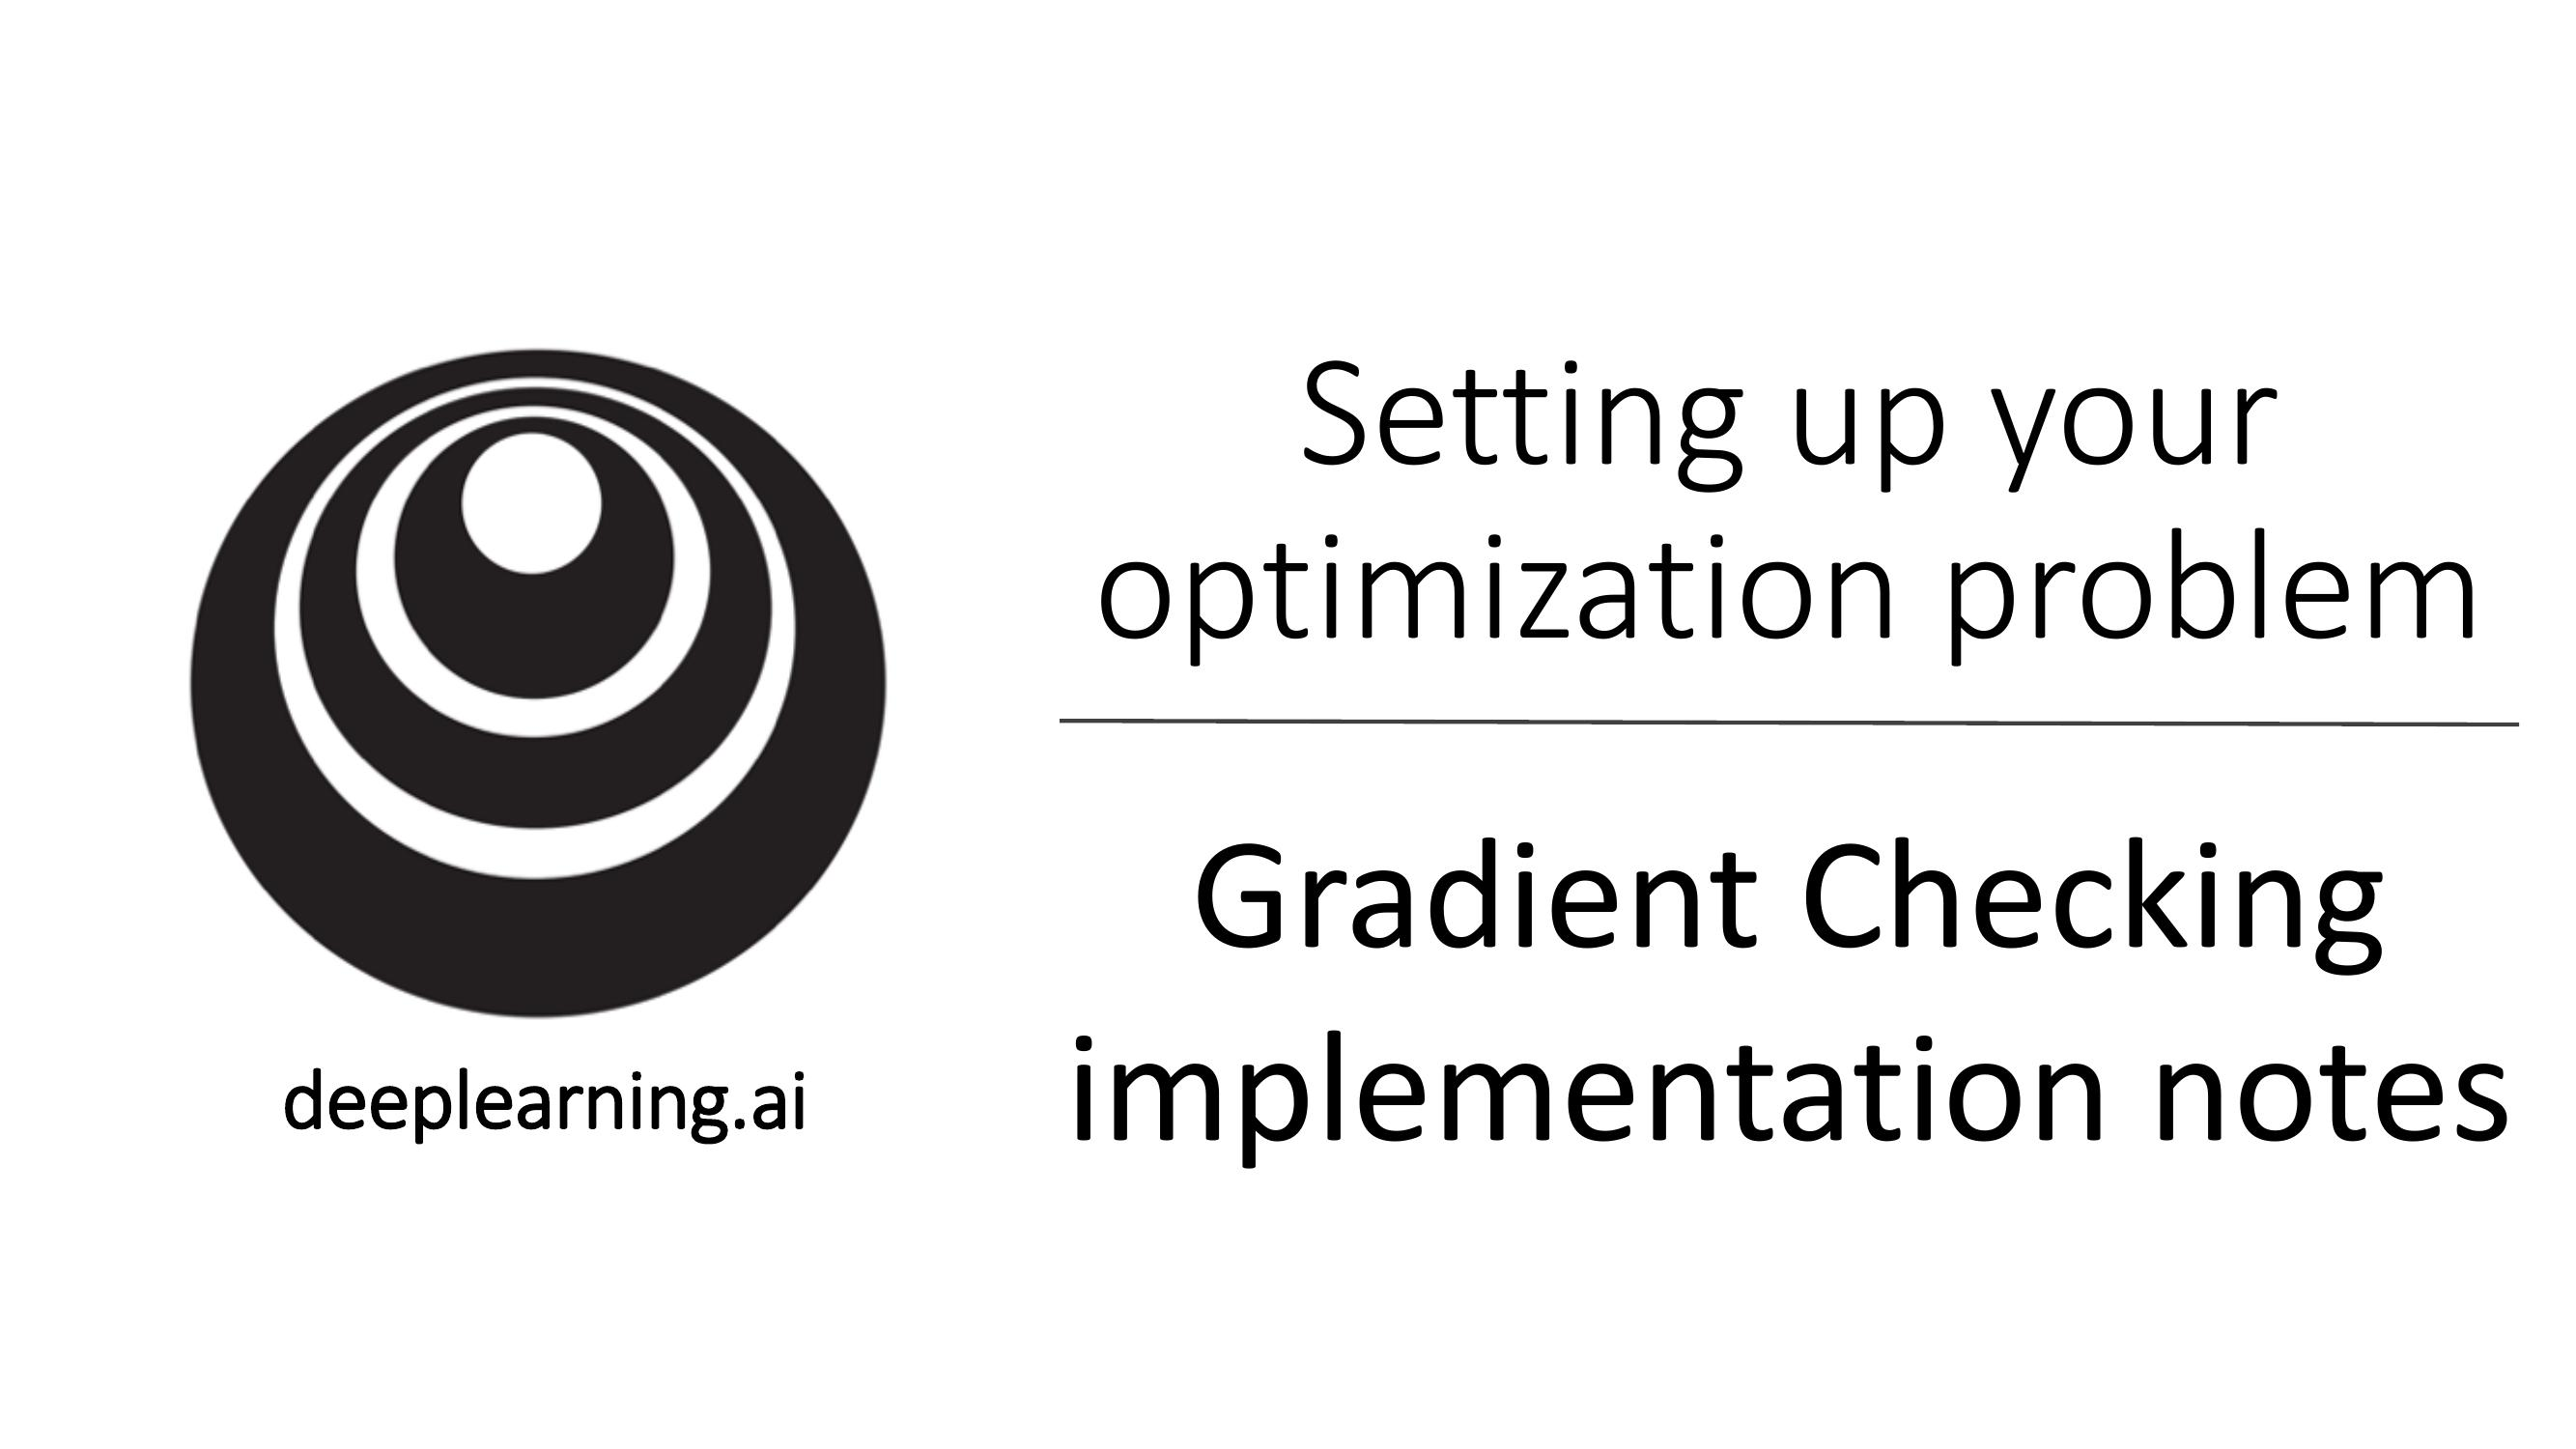 Setting up your
optimization problem
Gradient Checking
implementation notes
deeplearning.ai